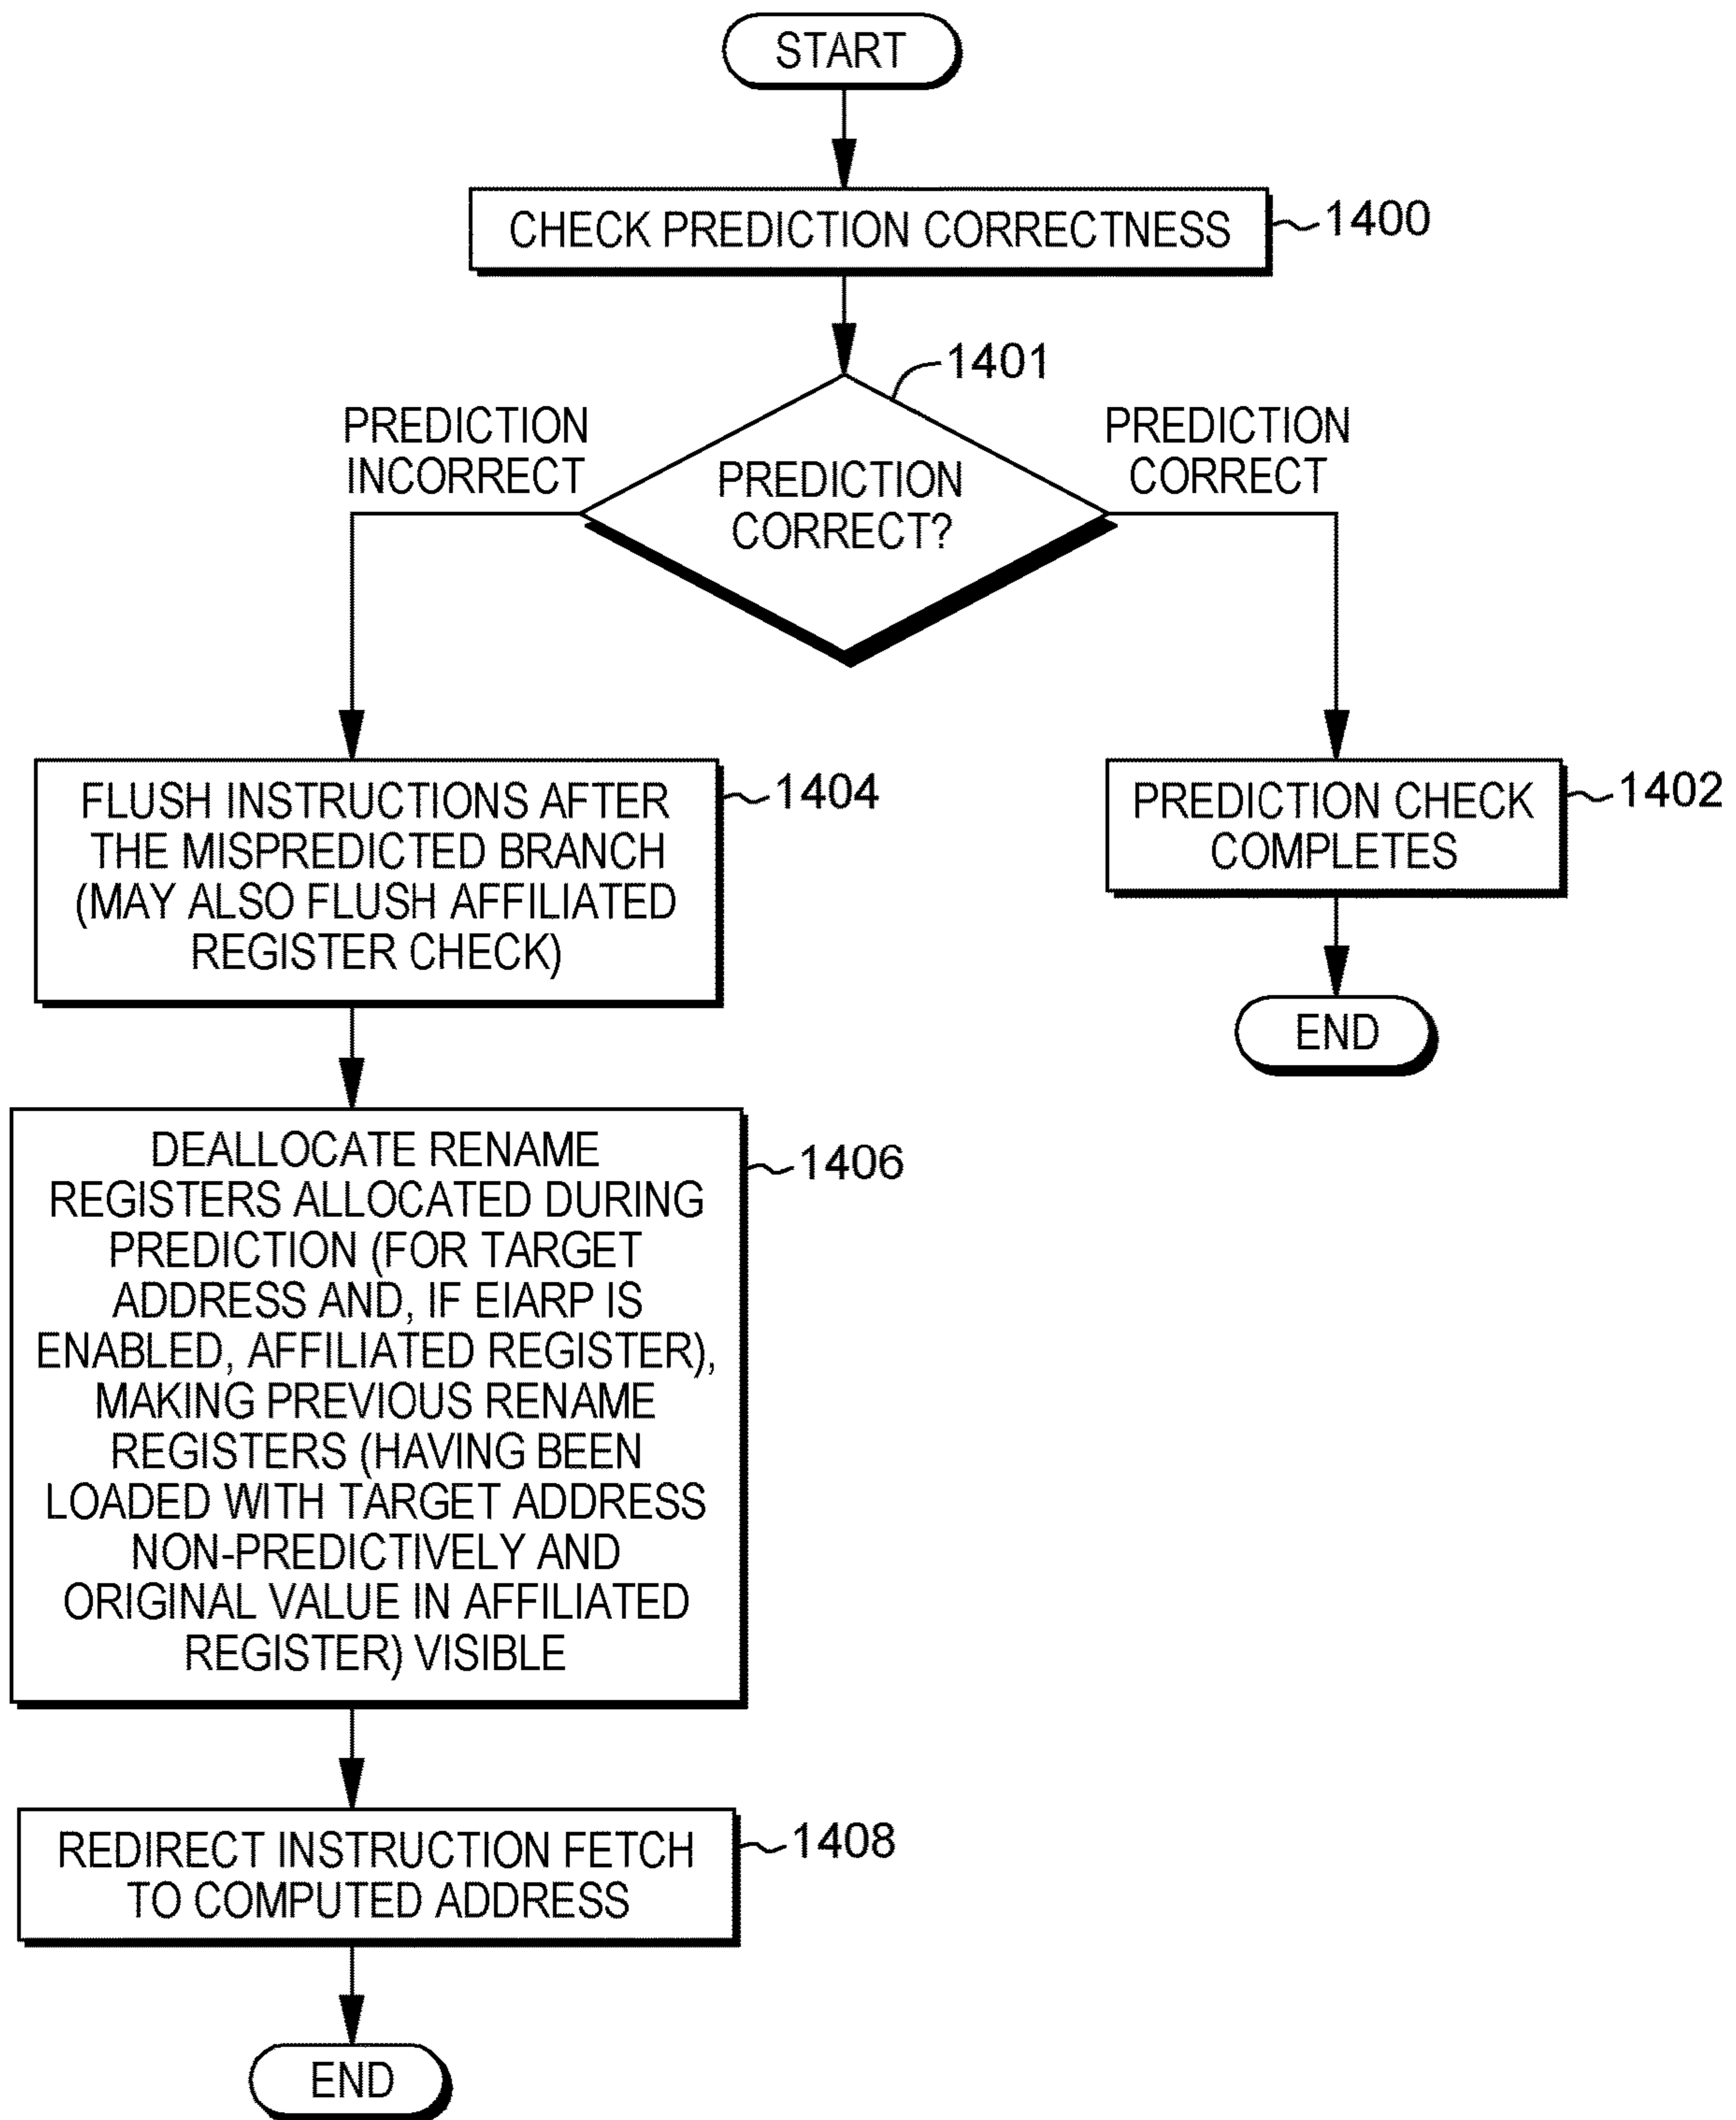 START
CHECK PREDICTION CORRECTNESS
1400
1401
PREDICTION
INCORRECT
PREDICTION
CORRECT?
PREDICTION
CORRECT
FLUSH INSTRUCTIONS AFTER
THE MISPREDICTED BRANCH
(MAY ALSO FLUSH AFFILIATED
REGISTER CHECK)
1404
PREDICTION CHECK
COMPLETES
1402
END
DEALLOCATE RENAME
REGISTERS ALLOCATED DURING
PREDICTION (FOR TARGET
ADDRESS AND, IF EIARP IS
ENABLED, AFFILIATED REGISTER),
MAKING PREVIOUS RENAME
REGISTERS (HAVING BEEN
LOADED WITH TARGET ADDRESS
NON-PREDICTIVELY AND
ORIGINAL VALUE IN AFFILIATED
REGISTER) VISIBLE
1406
REDIRECT INSTRUCTION FETCH
TO COMPUTED ADDRESS
1408
END